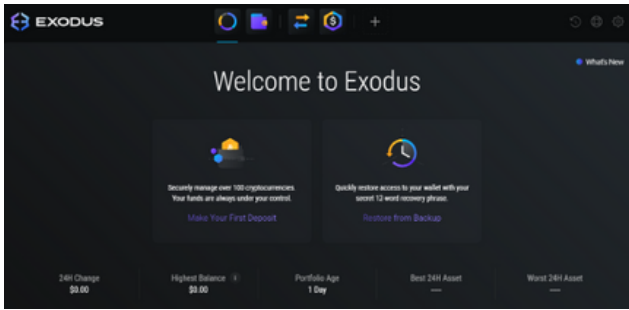 EXODUS
What's New
Welcome to Exodus
Securely manage over 100 cryptocurrencies.
Your funds are always under your control.
Make Your First Deposit
Quickly restore access to your wallet with your
secret 12-word recovery phrase.
Restore from Backup
24H Change
$0.00
Highest Balance
$0.00
Portfolio Age
1 Day
Best 24H Asset
—
Worst 24H Asset
—